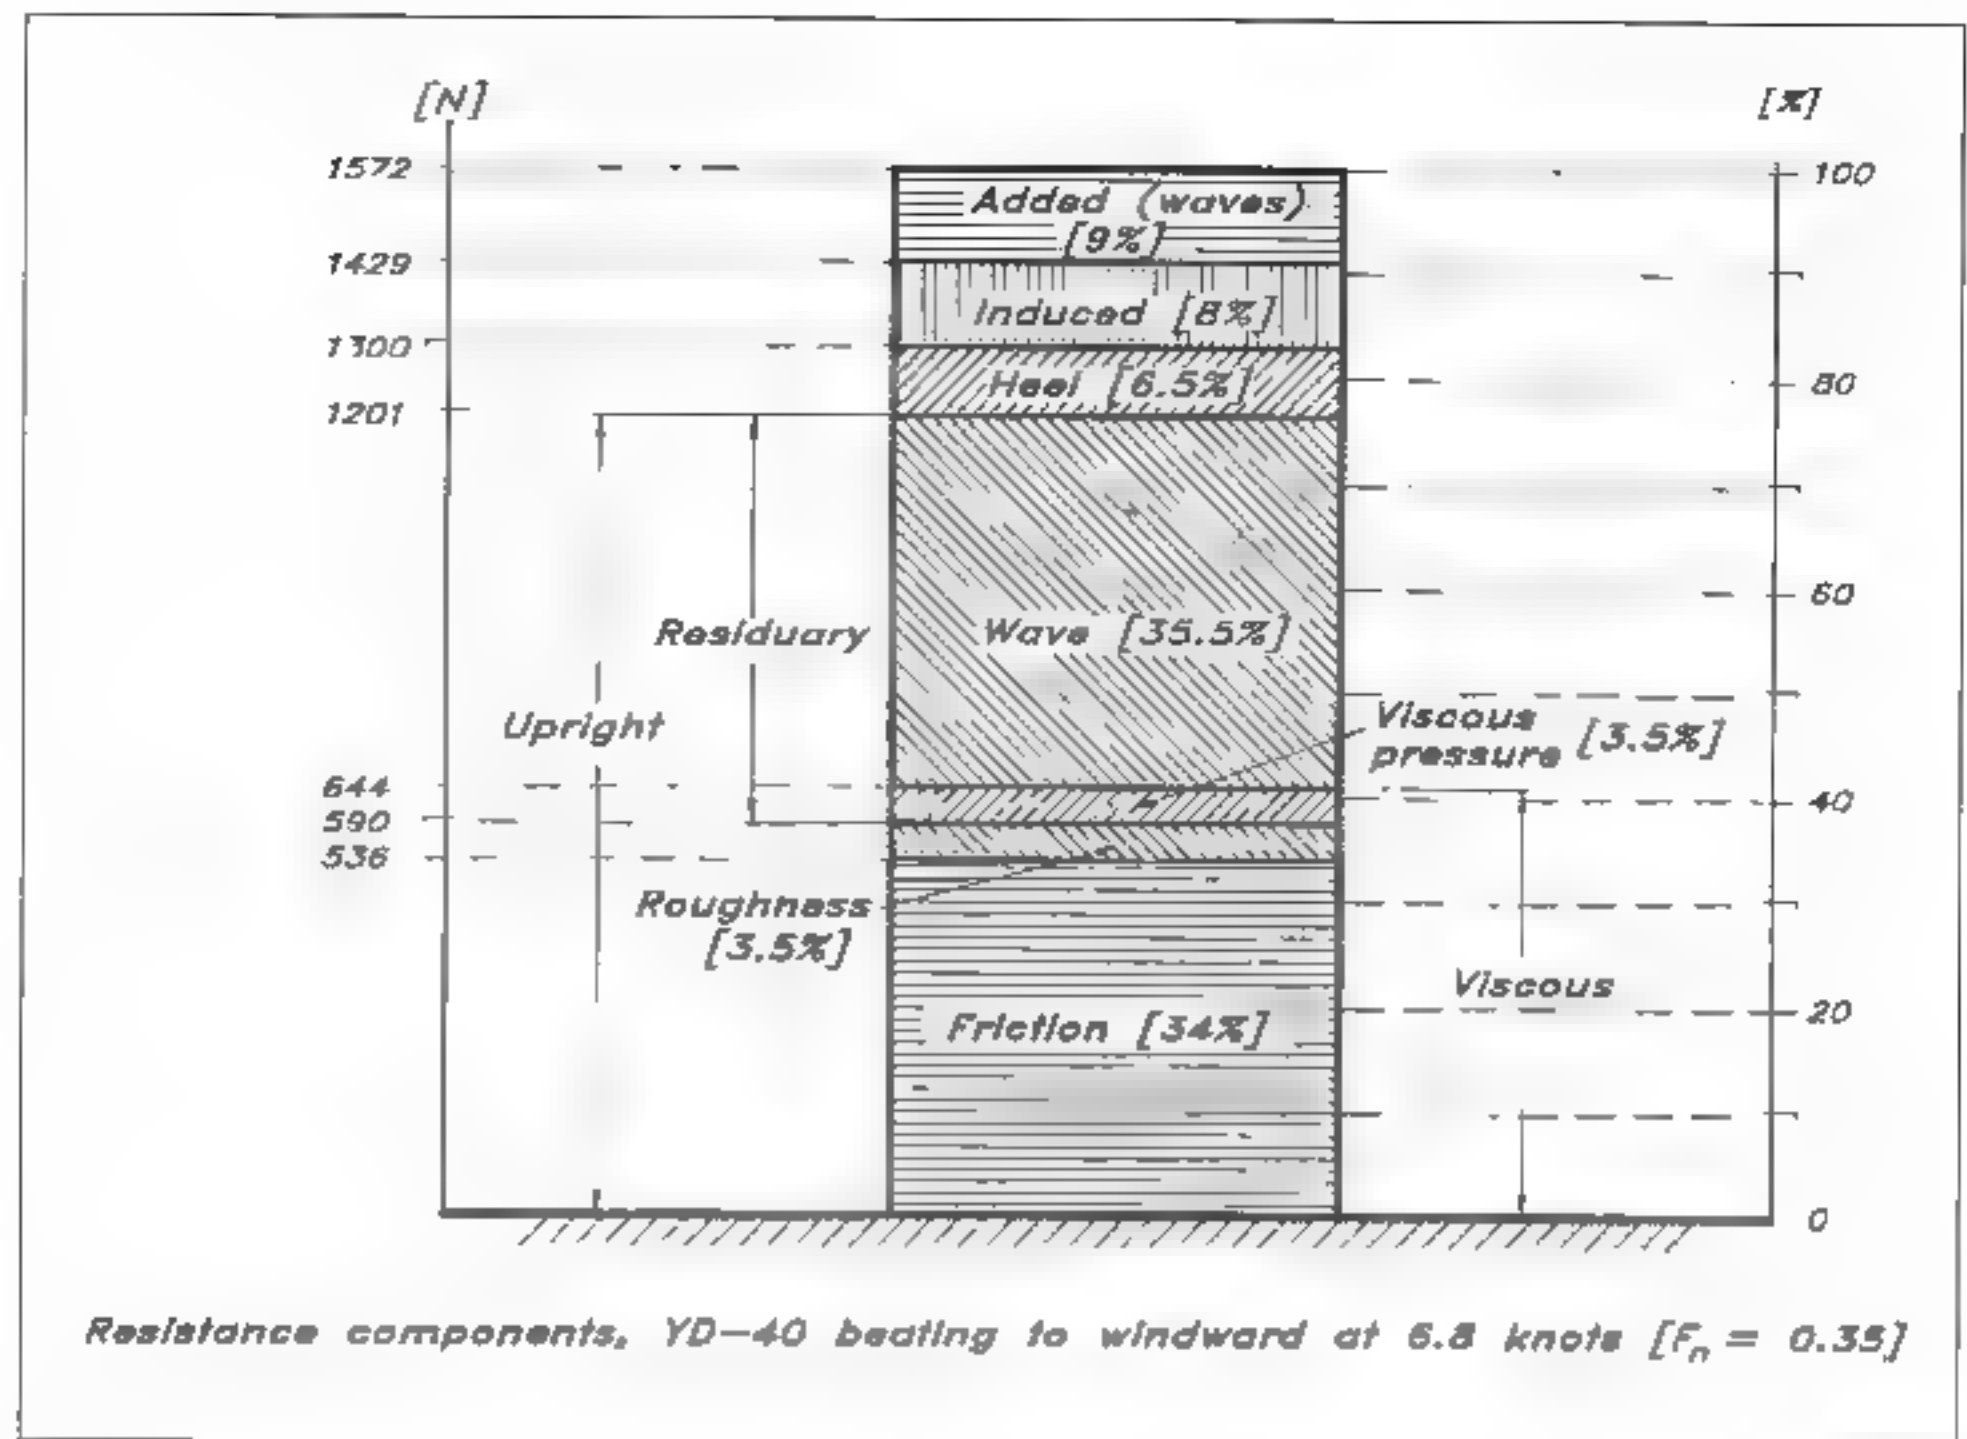 [N]
[%]
1572
100
Added (waves)
[9%]
1429
Induced [8%]
1300
Heel [6.5%]
80
1201
60
Residuary
Wave [35.5%]
Upright
Viscous
pressure [3.5%]
644
590
40
536
Roughness
[3.5%]
Viscous
20
Friction [34%]
0
Resistance components, YD-40 beating to windward at 6.8 knots [Fn = 0.35]